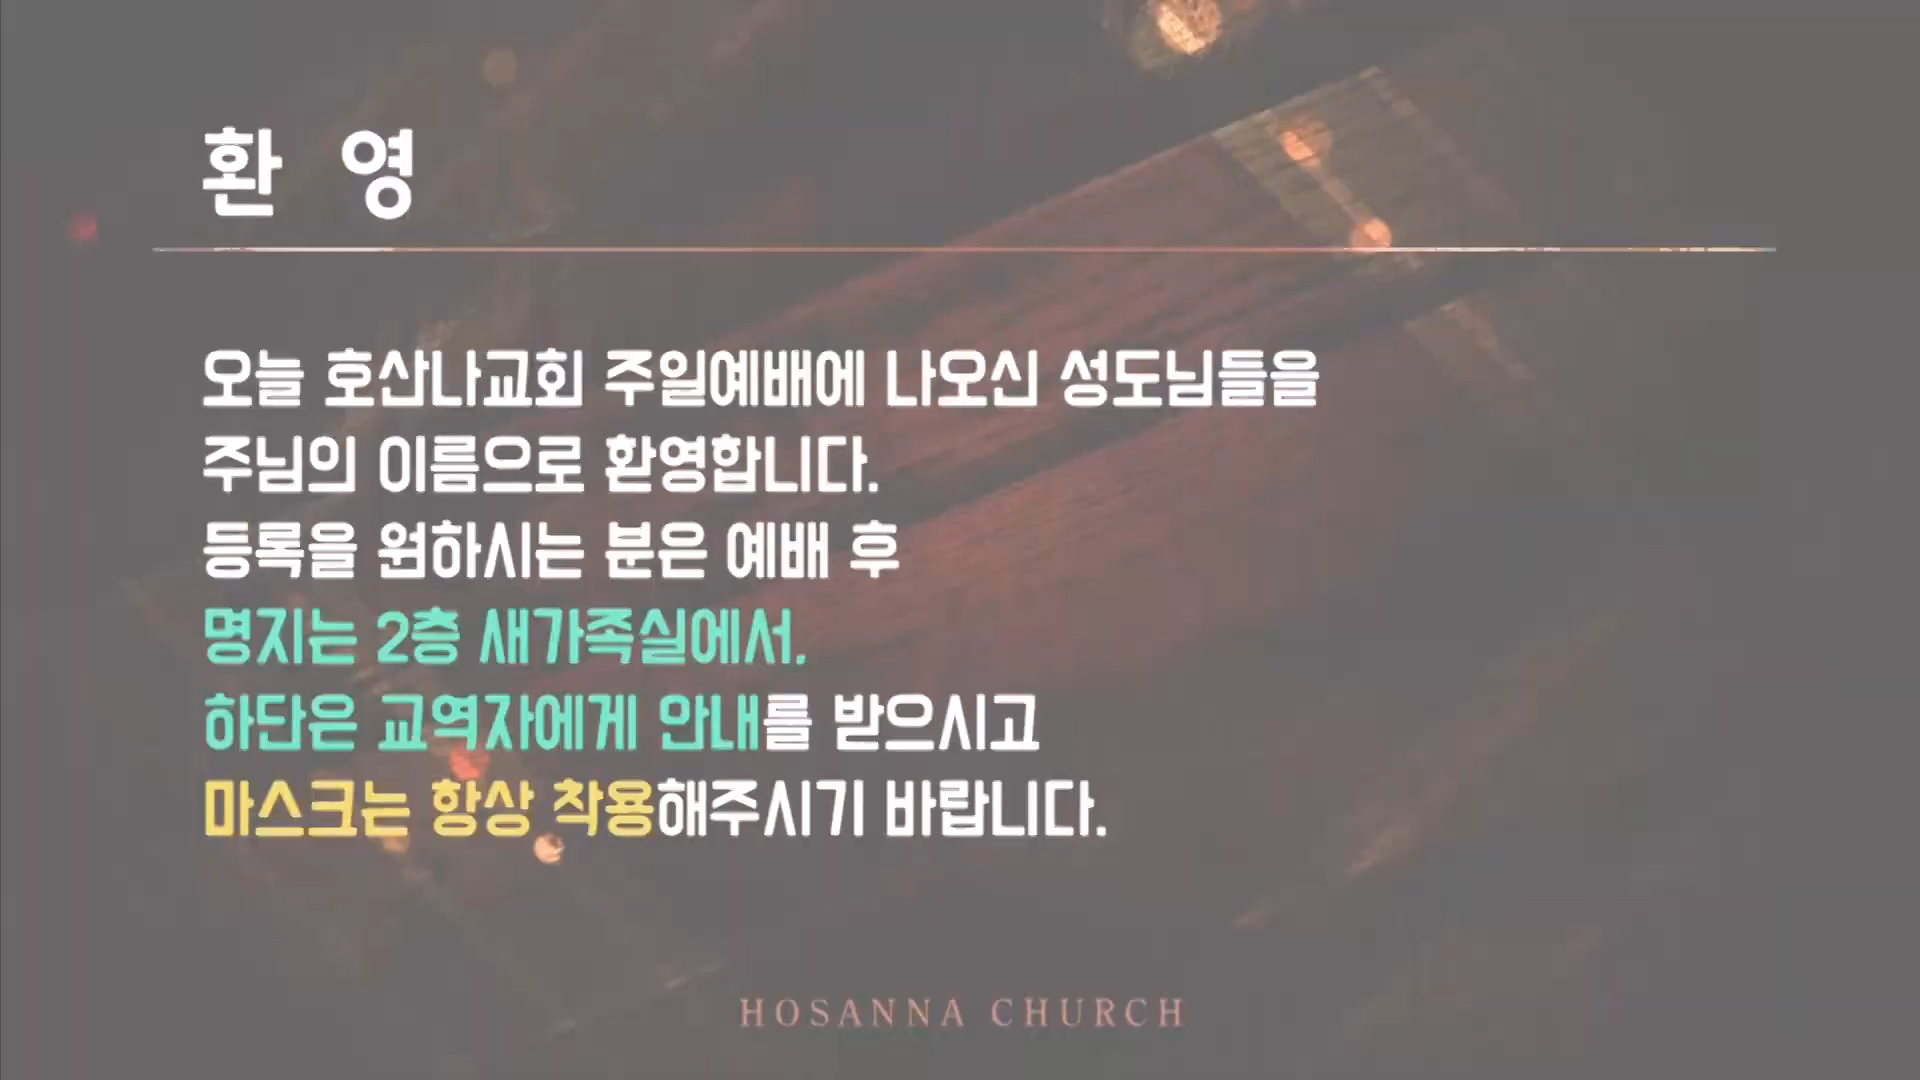 환 영
오늘 호산나교회 주일예배에 나오신 성도님들을
주님의 이름으로 환영합니다.
등록을 원하시는 분은 예배 후
명지는 2층 새가족실에서.
하단은 교역자에게 안내를 받으시고
마스크는 항상 착용해주시기 바랍니다.
HOSANNA CHURCH